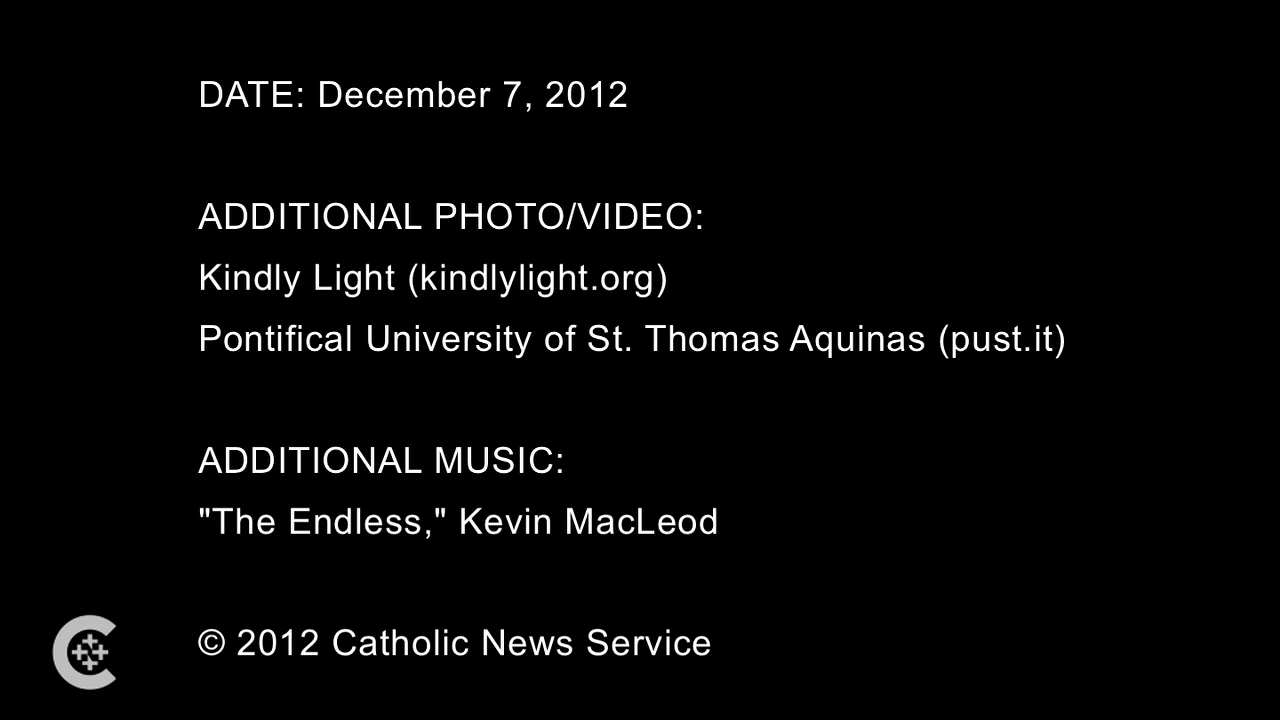 DATE: December 7, 2012
ADDITIONAL PHOTO/VIDEO:
Kindly Light (kindlylight.org)
Pontifical University of St. Thomas Aquinas (pust.it)
ADDITIONAL MUSIC:
"The Endless," Kevin MacLeod
© 2012 Catholic News Service